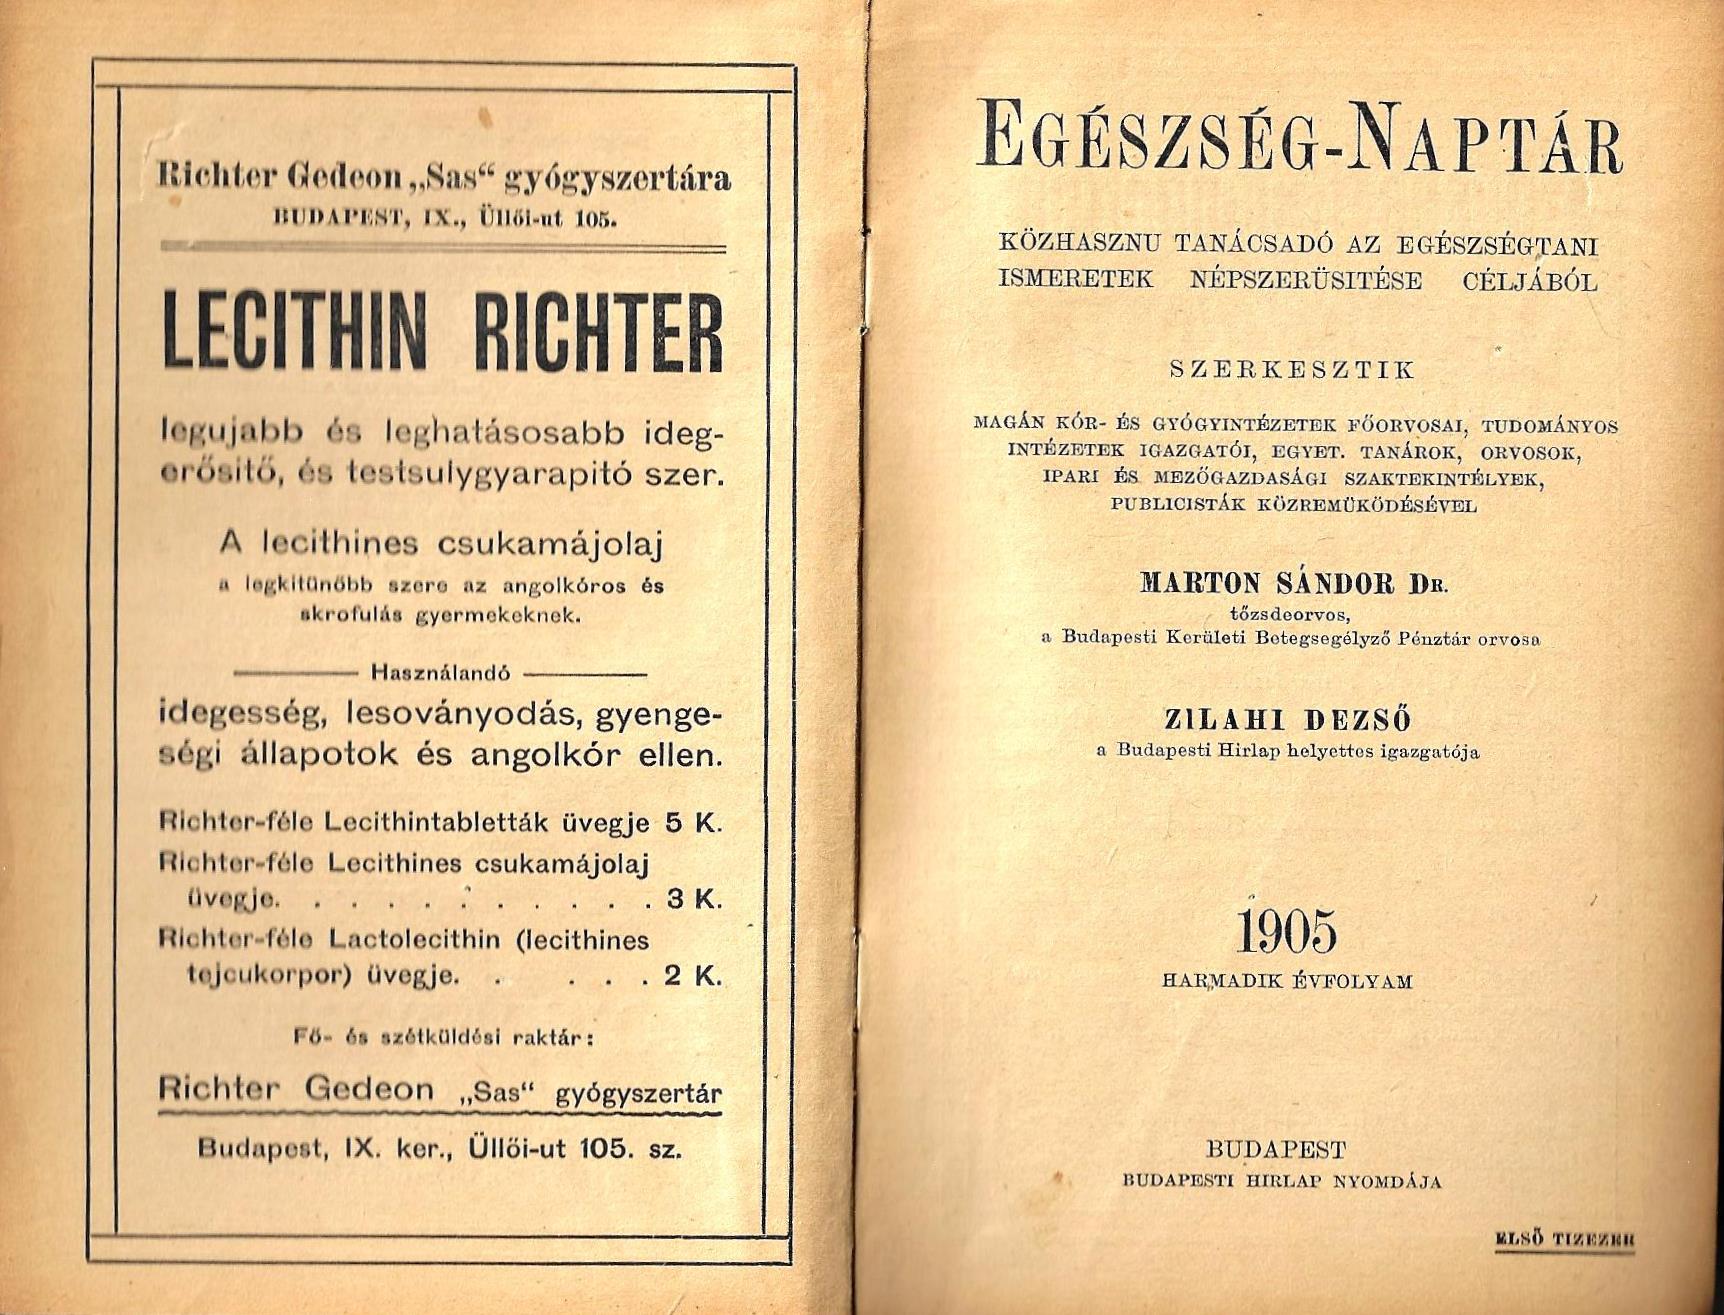 Richter Gedeon „Sas“ gyógyszertára
BUDAPEST, IX., Üllői-ut 105.
LECITHIN RICHTER
legujabb és leghatásosabb ideg-
erősitő, és testsulygyarapitó szer.
A lecithines csukamájolaj
a legkitünőbb szere az angolkóros és
skrofulás gyermekeknek.
Használandó
idegesség, lesoványodás, gyenge-
ségi állapotok és angolkór ellen.
Richter-féle Lecithintabletták üvegje 5 K.
Richter-féle Lecithines csukamájolaj
üvegje. . . . . . . . . . . 3 K.
Richter-féle Lactolecithin (lecithines
tejcukorpor) üvegje. . . . . 2 K.
Fő- és szétküldési raktár:
Richter Gedeon „Sas“ gyógyszertár
Budapest, IX. ker., Üllői-ut 105. sz.
EGÉSZSÉG-NAPTÁR
KÖZHASZNU TANÁCSADÓ AZ EGÉSZSÉGTANI
ISMERETEK NÉPSZERÜSITÉSE CÉLJÁBÓL
SZERKESZTIK
MAGÁN KÓR- ÉS GYÓGYINTÉZETEK FŐORVOSAI, TUDOMÁNYOS
INTÉZETEK IGAZGATÓI, EGYET. TANÁROK, ORVOSOK,
IPARI ÉS MEZŐGAZDASÁGI SZAKTEKINTÉLYEK,
PUBLICISTÁK KÖZREMÜKÖDÉSÉVEL
MARTON SÁNDOR DR.
tőzsdeorvos,
a Budapesti Kerületi Betegsegélyző Pénztár orvosa
ZILAHI DEZSŐ
a Budapesti Hirlap helyettes igazgatója
1905
HARMADIK ÉVFOLYAM
BUDAPEST
BUDAPESTI HIRLAP NYOMDÁJA
ELSŐ TIZEZER